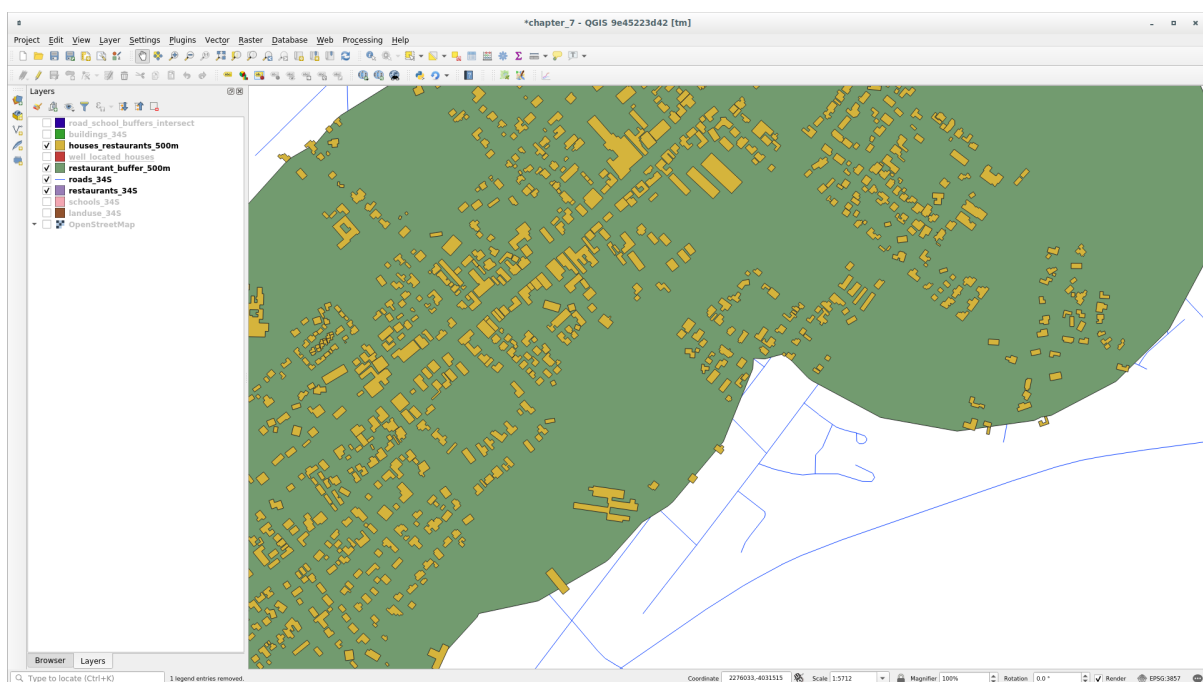 *chapter_7 - QGIS 9e45223d42 [tm]
Project Edit View Layer Settings Plugins Vector Raster Database Web Processing Help
Layers
road_school_buffers_intersect
buildings_34S
houses_restaurants_500m
well_located_houses
restaurant_buffer_500m
roads_34S
restaurants_34S
schools_34S
landuse_34S
OpenStreetMap
Browser Layers
Type to locate (Ctrl+K) 1 legend entries removed. Coordinate 2276033,-4031515 Scale 1:5712 Magnifier 100% Rotation 0.0 ° Render EPSG:3857